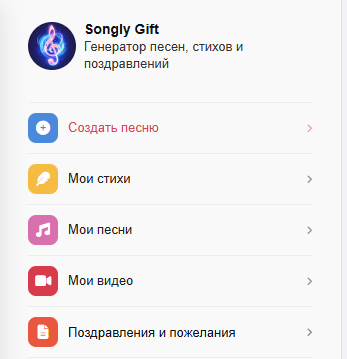 Songly Gift
Генератор песен, стихов и
поздравлений
Создать песню
Мои стихи
Мои песни
Мои видео
Поздравления и пожелания